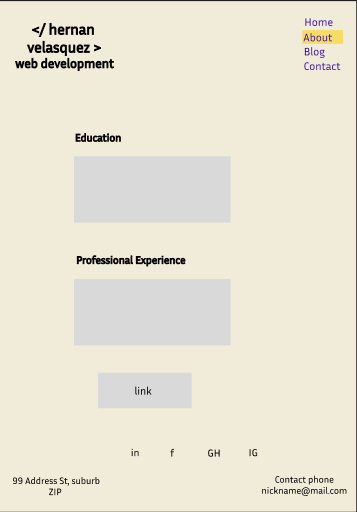 </ hernan
velasquez >
web development
Home
About
Blog
Contact
Education
Professional Experience
link
in f GH IG
99 Address St, suburb
ZIP
Contact phone
nickname@mail.com